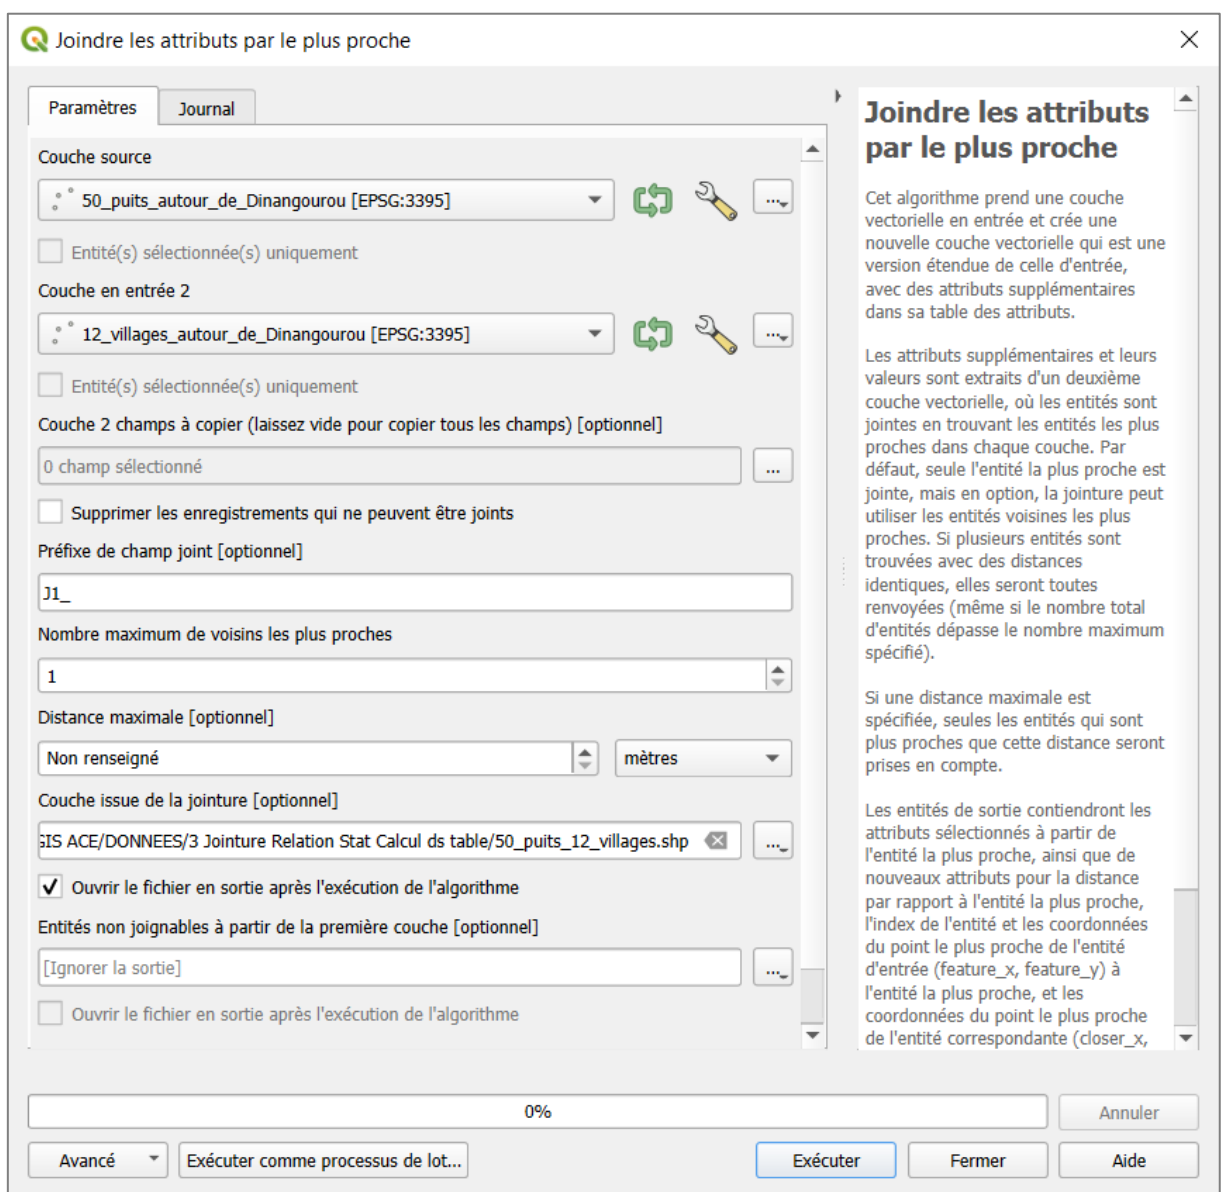 Joindre les attributs par le plus proche
Paramètres
Journal
Couche source
50_puits_autour_de_Dinangourou [EPSG:3395]
...
Entité(s) sélectionnée(s) uniquement
Couche en entrée 2
12_villages_autour_de_Dinangourou [EPSG:3395]
...
Entité(s) sélectionnée(s) uniquement
Couche 2 champs à copier (laissez vide pour copier tous les champs) [optionnel]
0 champ sélectionné
...
Supprimer les enregistrements qui ne peuvent être joints
Préfixe de champ joint [optionnel]
J1_
Nombre maximum de voisins les plus proches
1
Distance maximale [optionnel]
Non renseigné
mètres
Couche issue de la jointure [optionnel]
GIS ACE/DONNEES/3 Jointure Relation Stat Calcul ds table/50_puits_12_villages.shp
...
Ouvrir le fichier en sortie après l'exécution de l'algorithme
Entités non joignables à partir de la première couche [optionnel]
[Ignorer la sortie]
...
Ouvrir le fichier en sortie après l'exécution de l'algorithme
Joindre les attributs
par le plus proche
Cet algorithme prend une couche
vectorielle en entrée et crée une
nouvelle couche vectorielle qui est une
version étendue de celle d'entrée,
avec des attributs supplémentaires
dans sa table des attributs.
Les attributs supplémentaires et leurs
valeurs sont extraits d'un deuxième
couche vectorielle, où les entités sont
jointes en trouvant les entités les plus
proches dans chaque couche. Par
défaut, seule l'entité la plus proche est
jointe, mais en option, la jointure peut
utiliser les entités voisines les plus
proches. Si plusieurs entités sont
trouvées avec des distances
identiques, elles seront toutes
renvoyées (même si le nombre total
d'entités dépasse le nombre maximum
spécifié).
Si une distance maximale est
spécifiée, seules les entités qui sont
plus proches que cette distance seront
prises en compte.
Les entités de sortie contiendront les
attributs sélectionnés à partir de
l'entité la plus proche, ainsi que de
nouveaux attributs pour la distance
par rapport à l'entité la plus proche,
l'index de l'entité et les coordonnées
du point le plus proche de l'entité
d'entrée (feature_x, feature_y) à
l'entité la plus proche, et les
coordonnées du point le plus proche
de l'entité correspondante (closer_x,
0%
Annuler
Avancé
Exécuter comme processus de lot...
Exécuter
Fermer
Aide